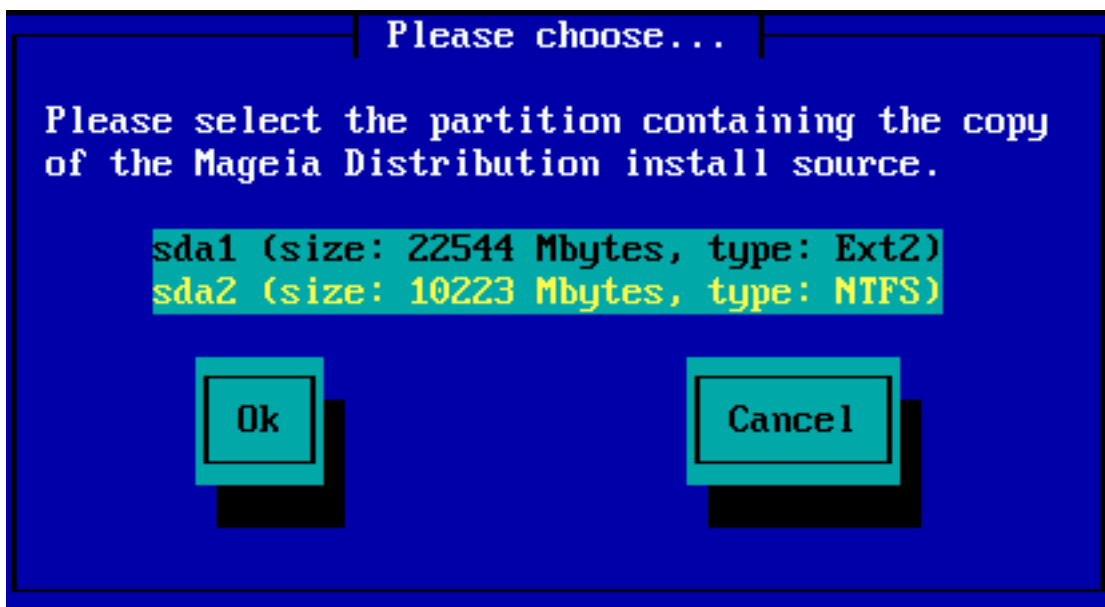 Please choose...
Please select the partition containing the copy
of the Mageia Distribution install source.
sda1 (size: 22544 Mbytes, type: Ext2)
sda2 (size: 10223 Mbytes, type: NTFS)
Ok
Cancel